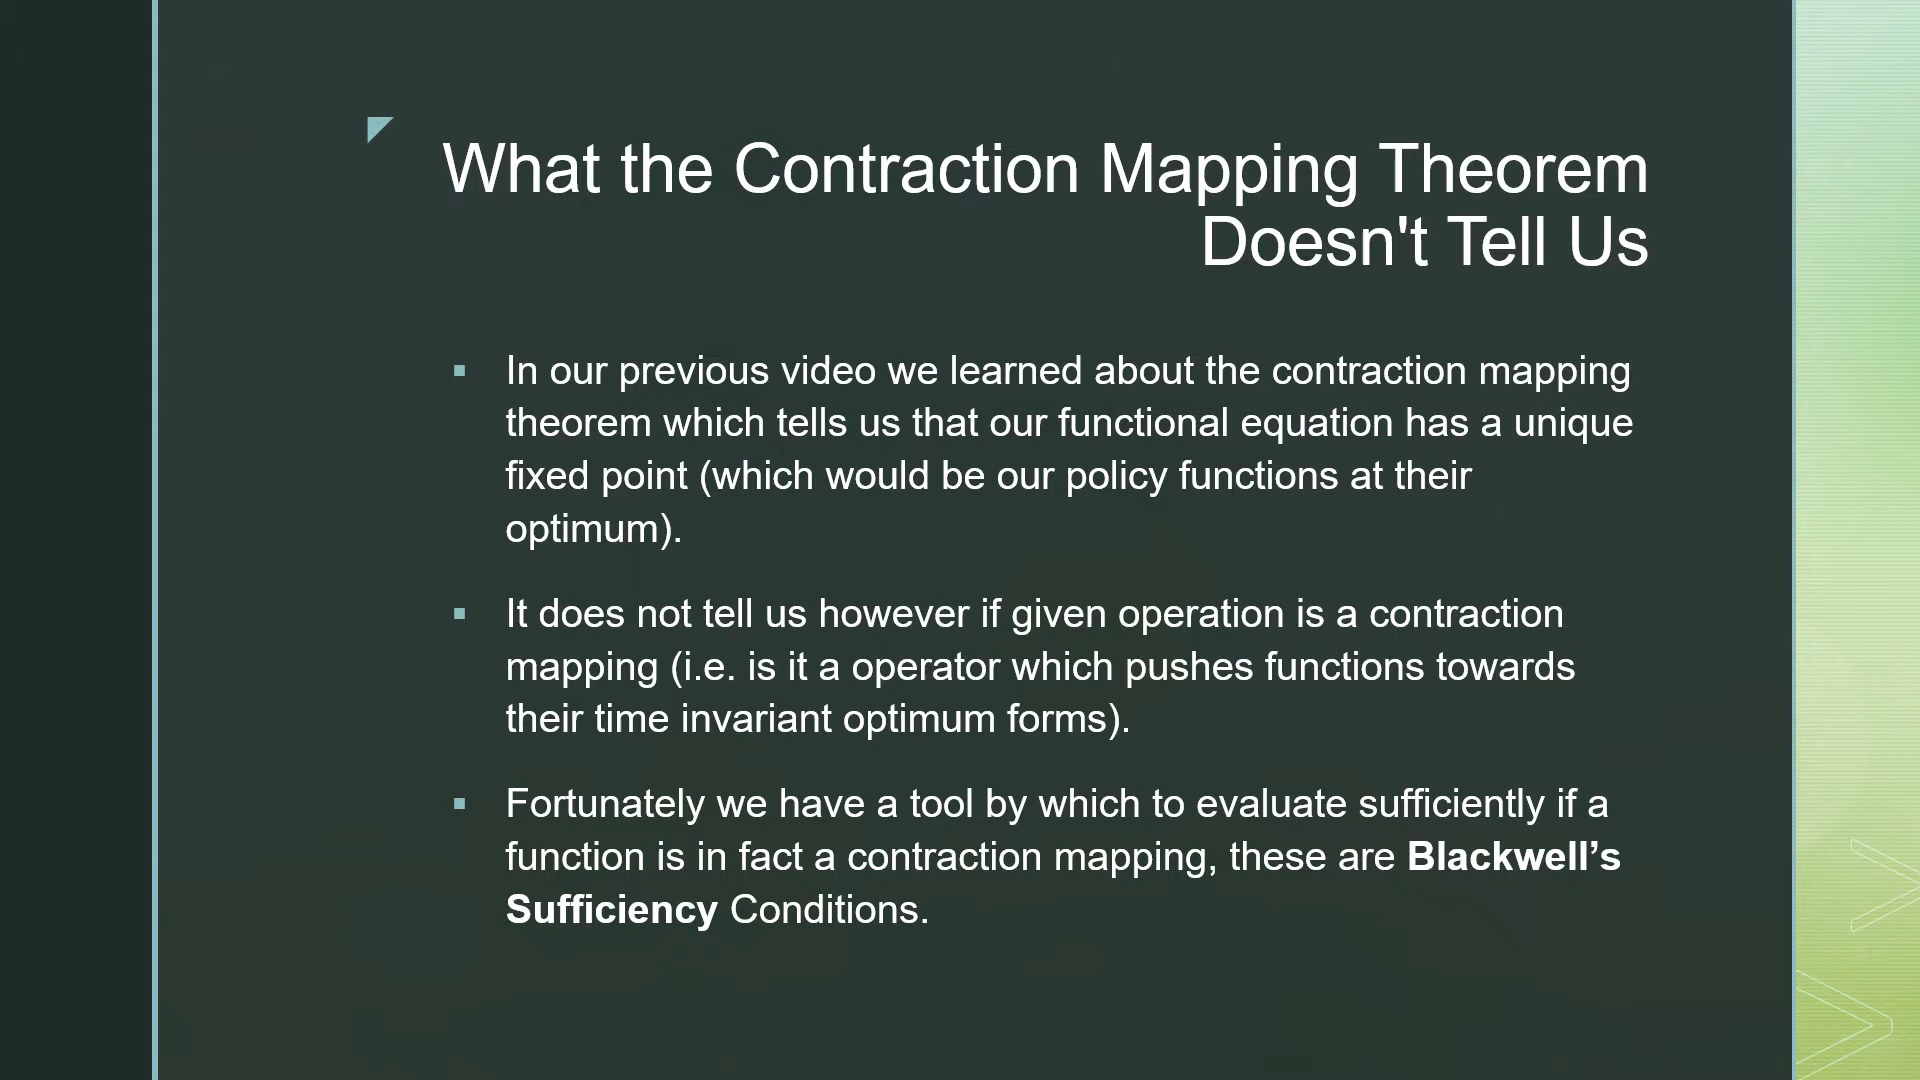 What the Contraction Mapping Theorem
Doesn't Tell Us
▪ In our previous video we learned about the contraction mapping
theorem which tells us that our functional equation has a unique
fixed point (which would be our policy functions at their
optimum).
▪ It does not tell us however if given operation is a contraction
mapping (i.e. is it a operator which pushes functions towards
their time invariant optimum forms).
▪ Fortunately we have a tool by which to evaluate sufficiently if a
function is in fact a contraction mapping, these are Blackwell’s
Sufficiency Conditions.